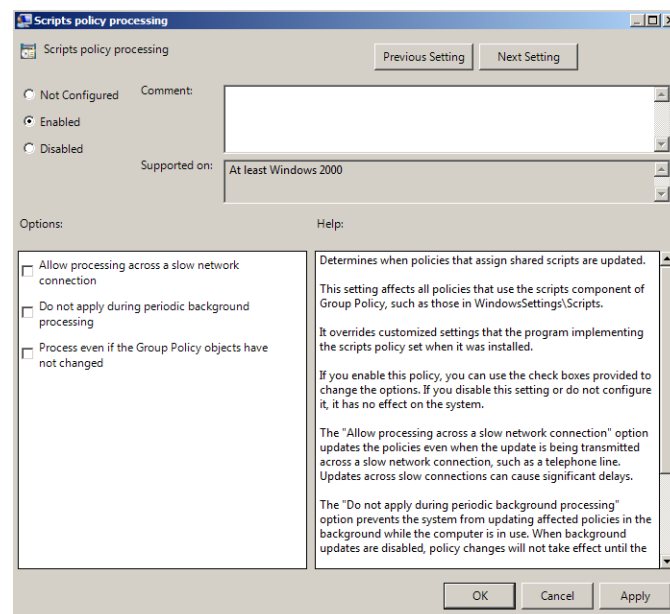 Scripts policy processing
Scripts policy processing
Previous Setting
Next Setting
Not Configured
Comment:
Enabled
Disabled
Supported on:
At least Windows 2000
Options:
Help:
Allow processing across a slow network
connection
Do not apply during periodic background
processing
Process even if the Group Policy objects have
not changed
Determines when policies that assign shared scripts are updated.
This setting affects all policies that use the scripts component of
Group Policy, such as those in WindowsSettings\Scripts.
It overrides customized settings that the program implementing
the scripts policy set when it was installed.
If you enable this policy, you can use the check boxes provided to
change the options. If you disable this setting or do not configure
it, it has no effect on the system.
The "Allow processing across a slow network connection" option
updates the policies even when the update is being transmitted
across a slow network connection, such as a telephone line.
Updates across slow connections can cause significant delays.
The "Do not apply during periodic background processing"
option prevents the system from updating affected policies in the
background while the computer is in use. When background
updates are disabled, policy changes will not take effect until the
OK
Cancel
Apply